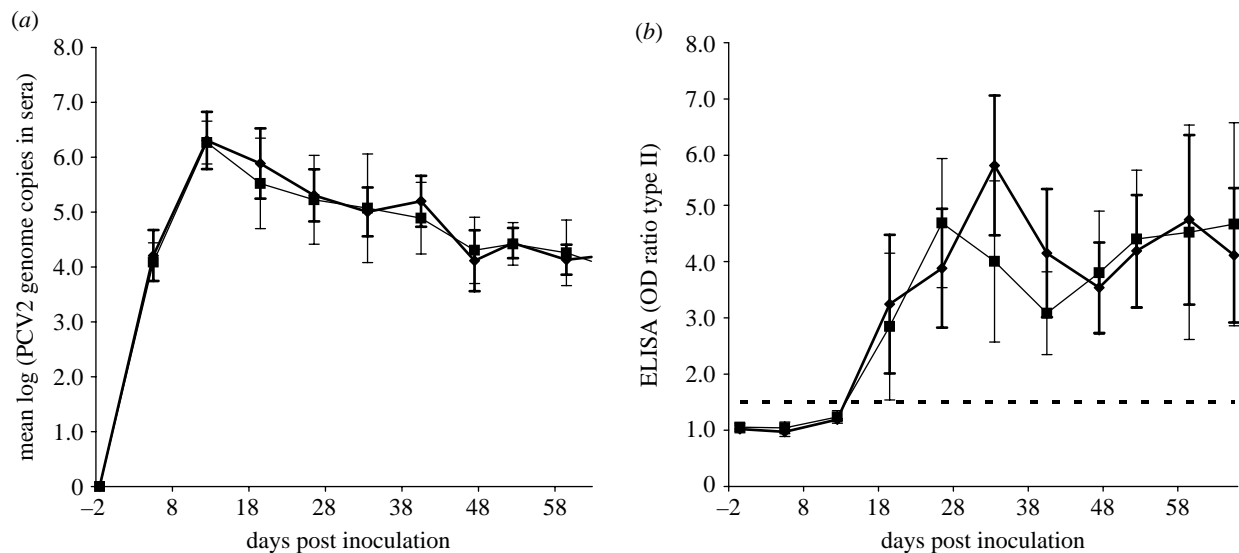 (a)
8.0
7.0
6.0
5.0
4.0
3.0
2.0
1.0
0
–2 8 18 28 38 48 58
days post inoculation
mean log (PCV2 genome copies in sera)
(b)
8.0
7.0
6.0
5.0
4.0
3.0
2.0
1.0
0
–2 8 18 28 38 48 58
days post inoculation
ELISA (OD ratio type II)